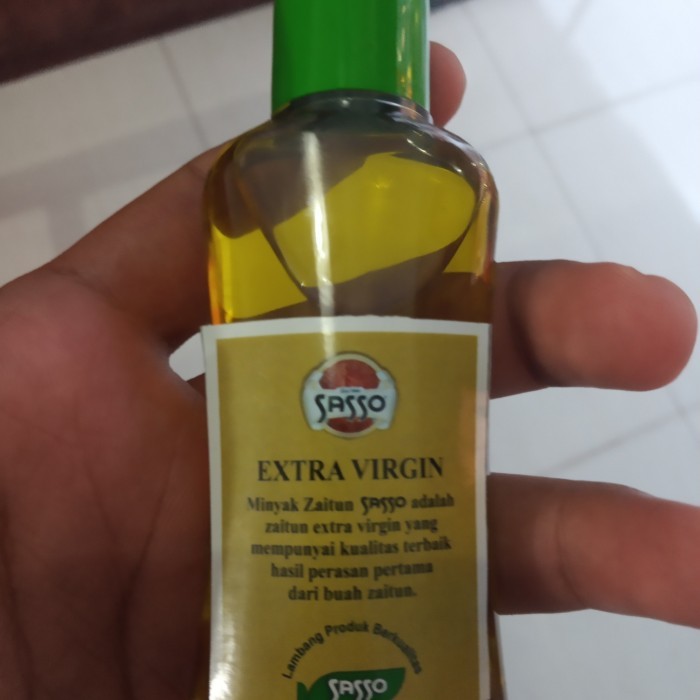 SASSO
EXTRA VIRGIN
Minyak Zaitun SASSO adalah
zaitun extra virgin yang
mempunyai kualitas terbaik
hasil perasan pertama
dari buah zaitun.
Lambang Produk Berkualitas
SASSO